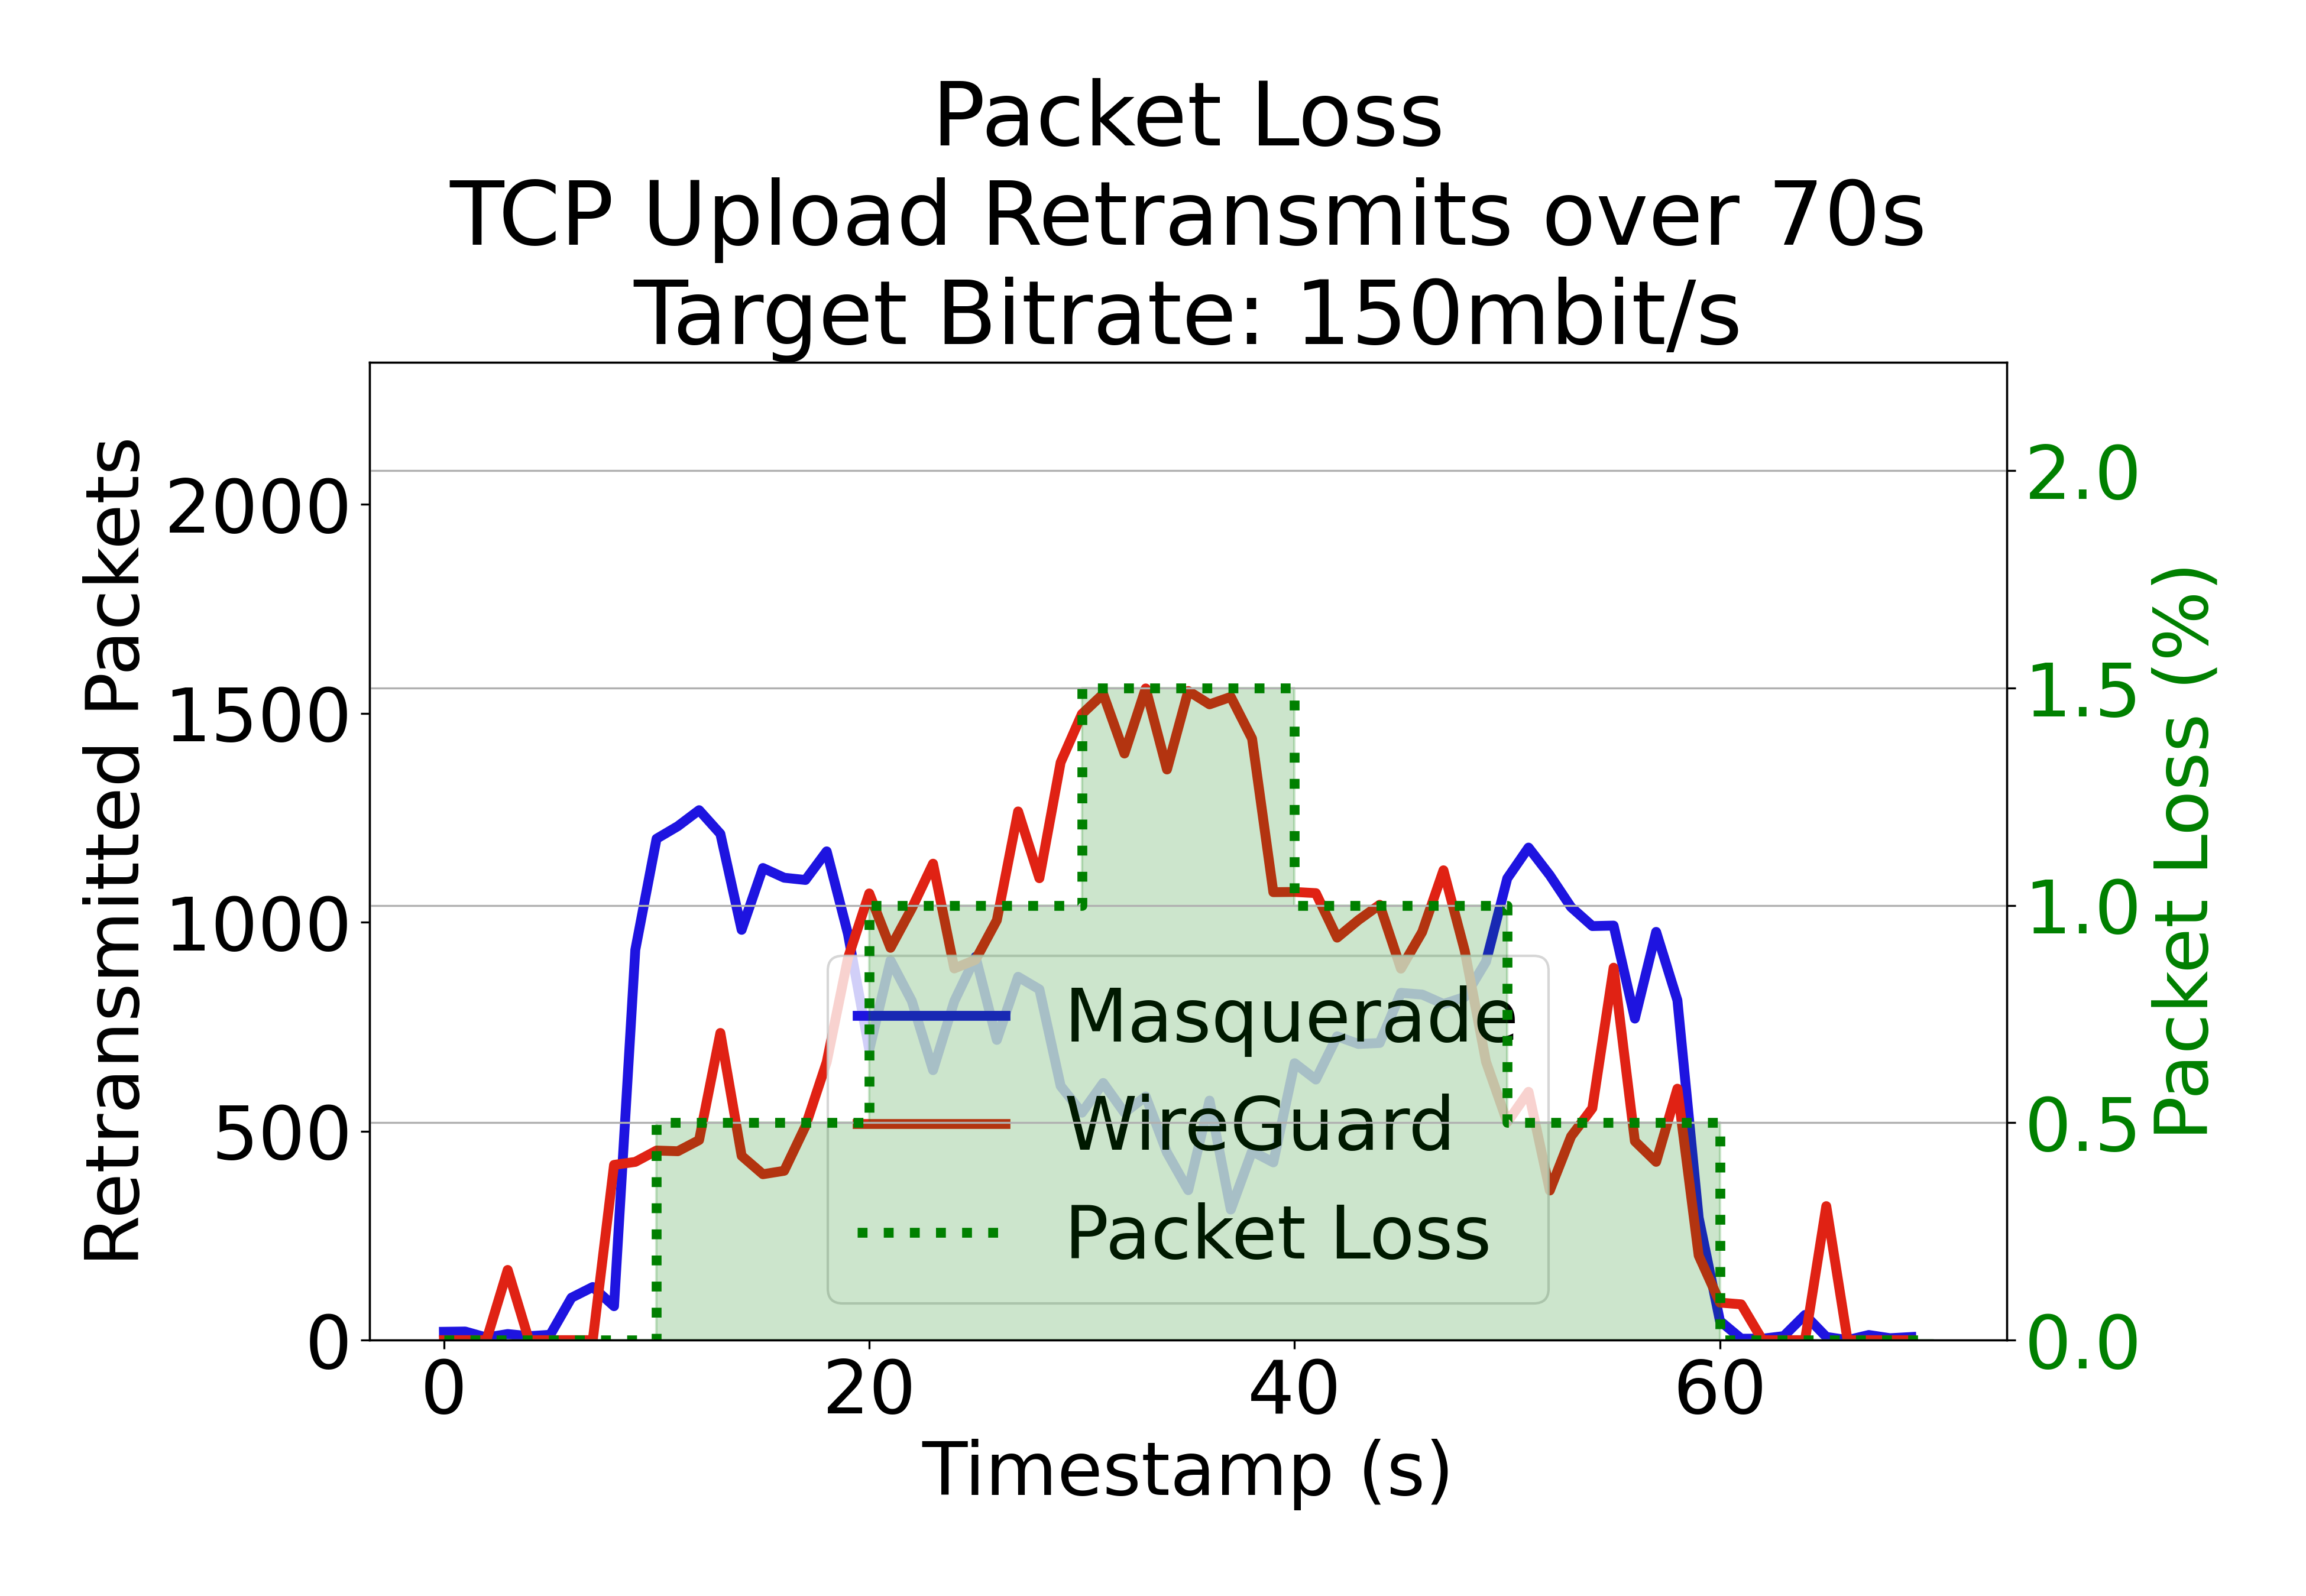 Packet Loss
TCP Upload Retransmits over 70s
Target Bitrate: 150mbit/s
Retransmitted Packets
2000
1500
1000
500
0
2.0
1.5
1.0
0.5
0.0
Packet Loss (%)
Masquerade
WireGuard
Packet Loss
0 20 40 60
Timestamp (s)